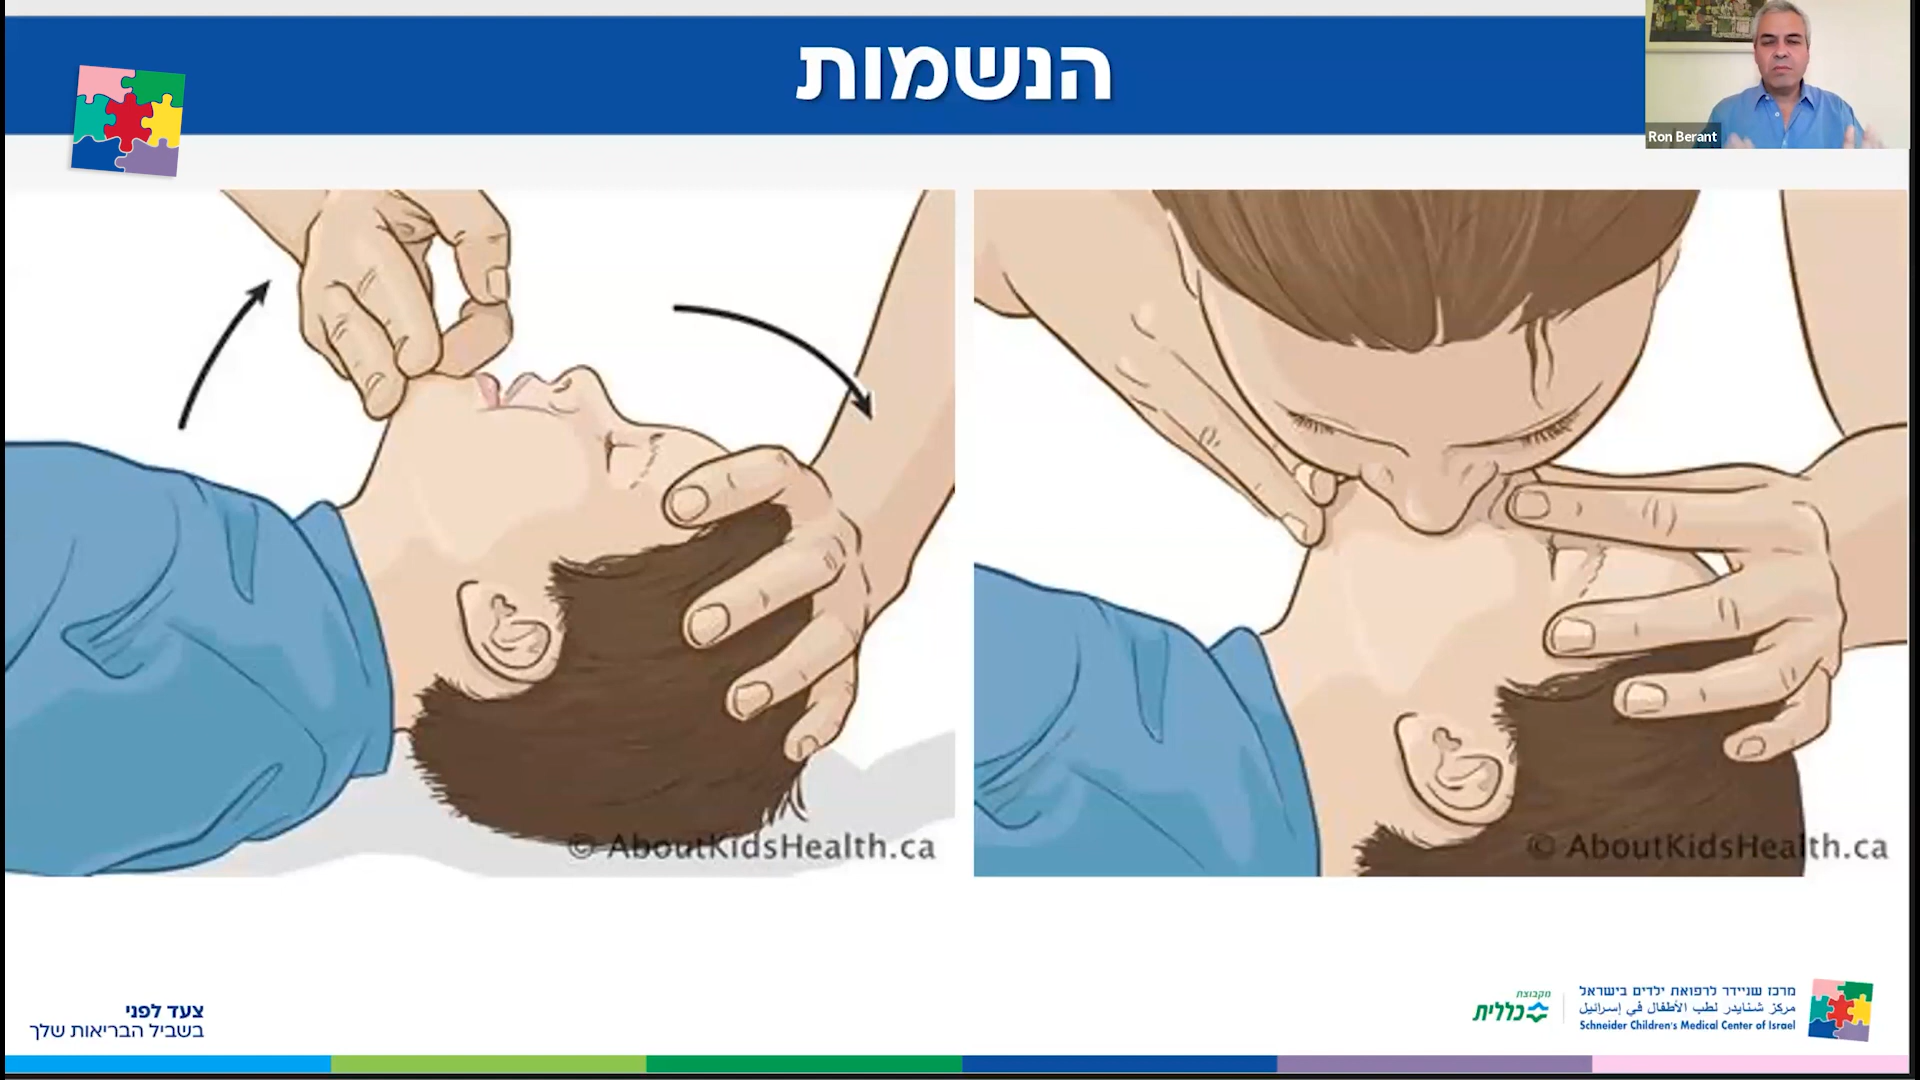 הנשמות
Ron Berant
© AboutKidsHealth.ca
© AboutKidsHealth.ca
צעד לפני
בשביל הבריאות שלך
מקבוצת
כללית
מרכז שניידר לרפואת ילדים בישראל
مركز شنايدر لطب الأطفال في إسرائيل
Schneider Children's Medical Center of Israel